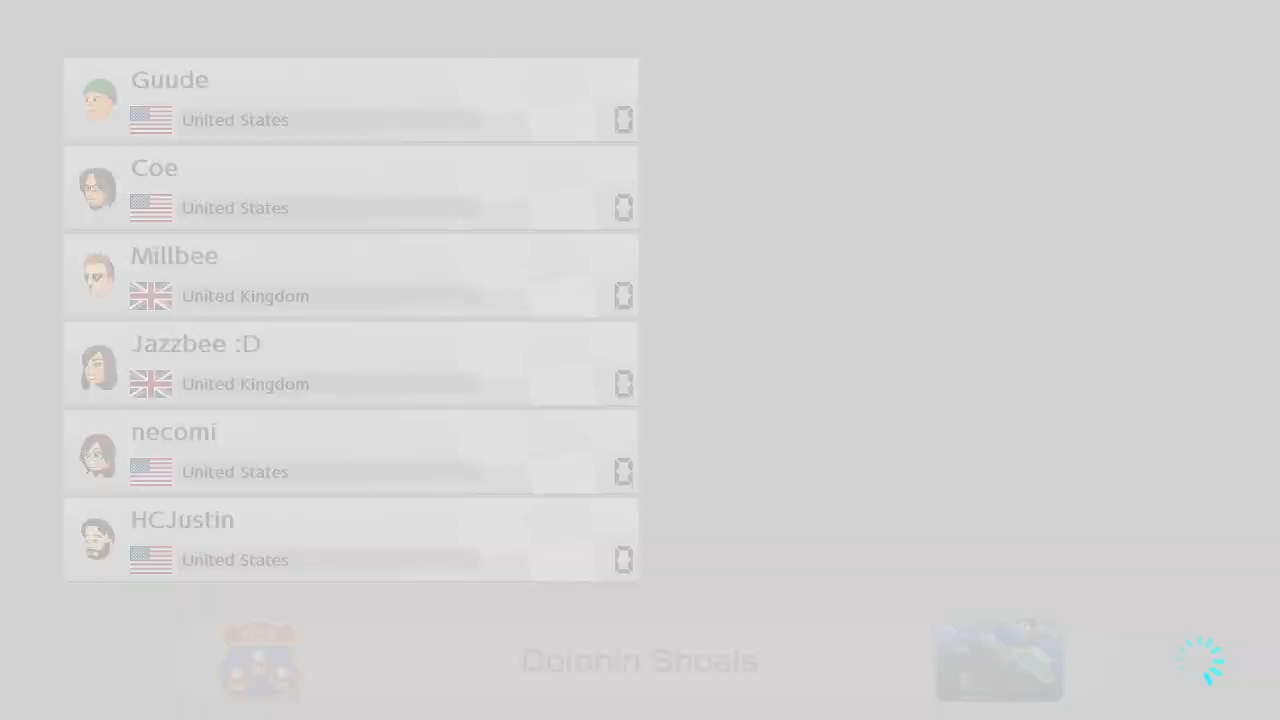 Guude
United States 0
Coe
United States 0
Millbee
United Kingdom 0
Jazzbee :D
United Kingdom 0
necomi
United States 0
HCJustin
United States 0
Dolphin Shoals